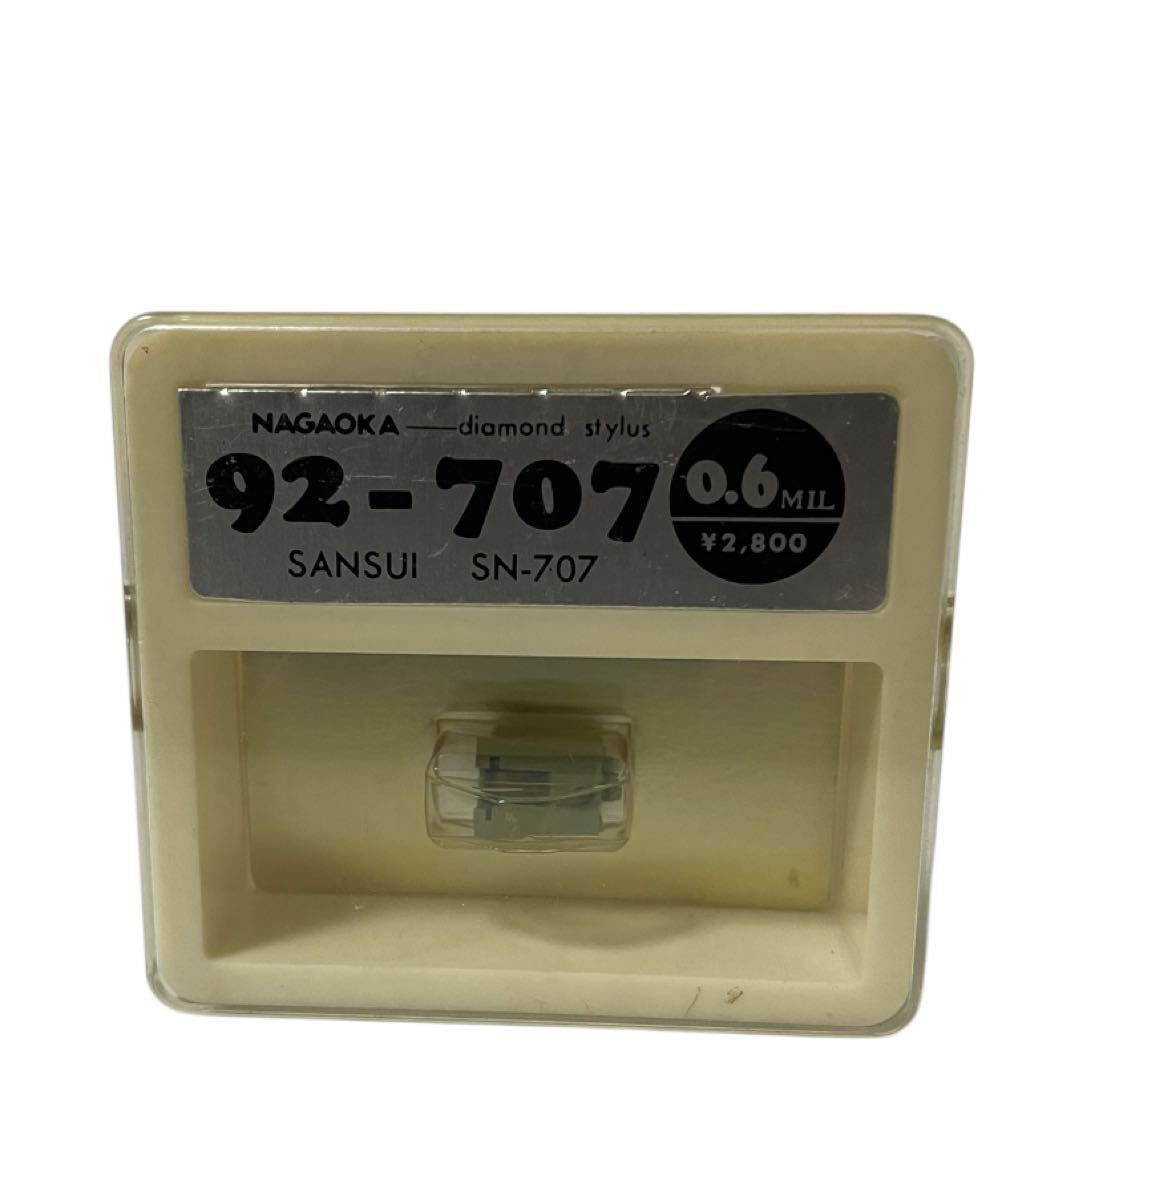 NAGAOKA — diamond stylus
92-707
0.6 MIL
¥2,800
SANSUI SN-707